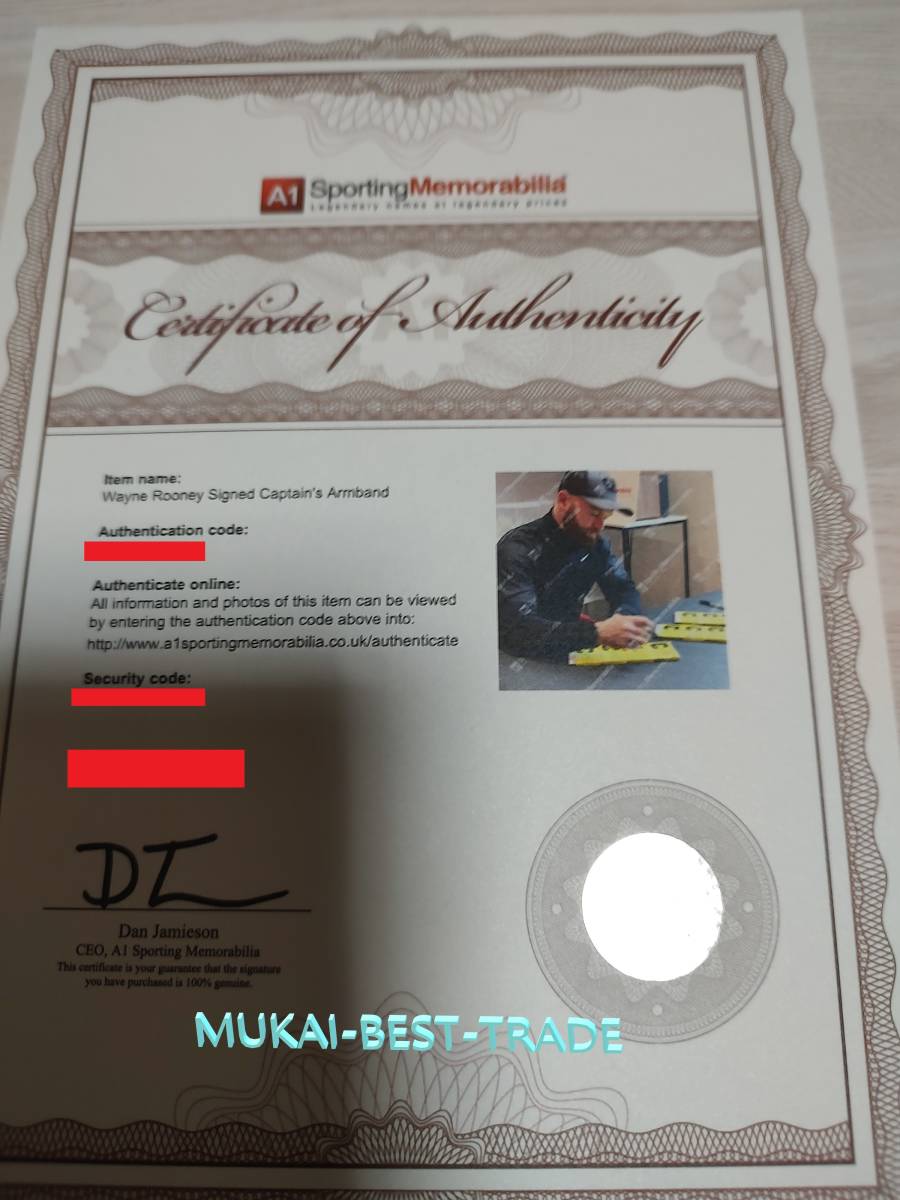 A1 SportingMemorabilia
Legendary names at legendary prices
Certificate of Authenticity
Item name:
Wayne Rooney Signed Captain's Armband
Authentication code:
Authenticate online:
All information and photos of this item can be viewed
by entering the authentication code above into:
http://www.a1sportingmemorabilia.co.uk/authenticate
Security code:
DJ
Dan Jamieson
CEO, A1 Sporting Memorabilia
This certificate is your guarantee that the signature
you have purchased is 100% genuine.
MUKAI-BEST-TRADE